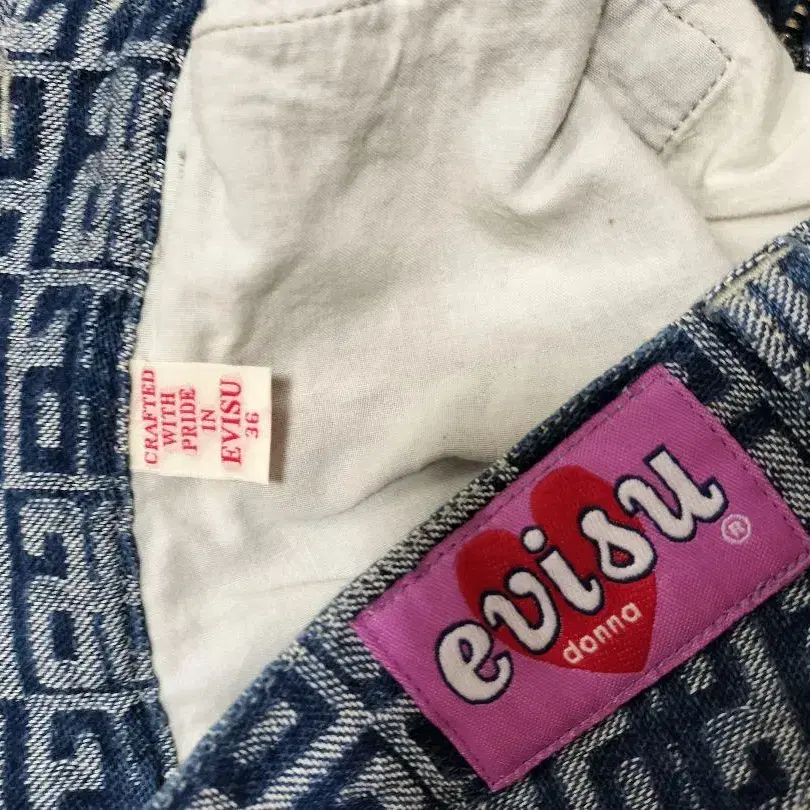 CRAFTED
WITH
PRIDE
IN
EVISU
36
evisu ®
donna